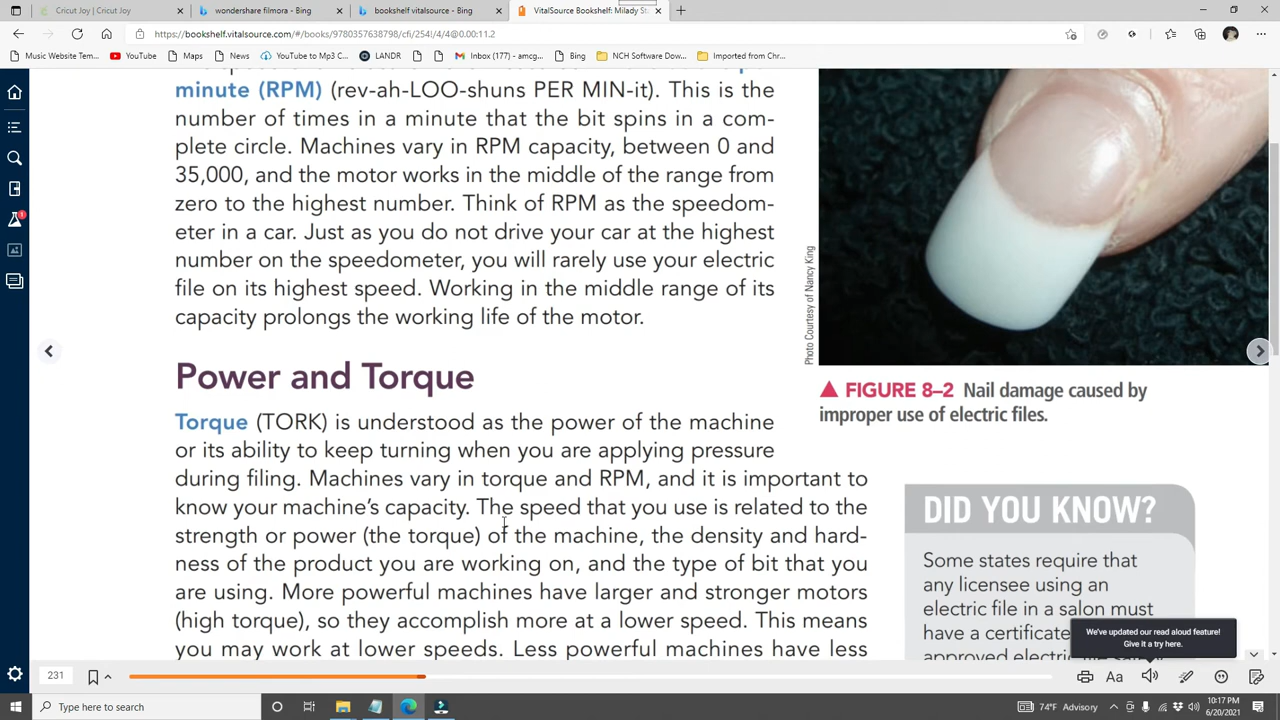 Cricut Joy | Cricut Joy
wondershare filmora - Bing
bookshelf vitalsource - Bing
VitalSource Bookshelf: Milady St
https://bookshelf.vitalsource.com/#/books/9780357638798/cfi/254!/4/4@0.00:11.2
Music Website Tem...
YouTube
Maps
News
YouTube to Mp3 C...
LANDR
Inbox (177) – amcg...
Bing
NCH Software Dow...
Imported from Chr...
minute (RPM) (rev-ah-LOO-shuns PER MIN-it). This is the
number of times in a minute that the bit spins in a com-
plete circle. Machines vary in RPM capacity, between 0 and
35,000, and the motor works in the middle of the range from
zero to the highest number. Think of RPM as the speedom-
eter in a car. Just as you do not drive your car at the highest
number on the speedometer, you will rarely use your electric
file on its highest speed. Working in the middle range of its
capacity prolongs the working life of the motor.
Photo Courtesy of Nancy King
▲ FIGURE 8–2 Nail damage caused by
improper use of electric files.
Power and Torque
Torque (TORK) is understood as the power of the machine
or its ability to keep turning when you are applying pressure
during filing. Machines vary in torque and RPM, and it is important to
know your machine's capacity. The speed that you use is related to the
strength or power (the torque) of the machine, the density and hard-
ness of the product you are working on, and the type of bit that you
are using. More powerful machines have larger and stronger motors
(high torque), so they accomplish more at a lower speed. This means
you may work at lower speeds. Less powerful machines have less
DID YOU KNOW?
Some states require that
any licensee using an
electric file in a salon must
have a certificate
approved electric
We've updated our read aloud feature!
Give it a try here.
231
Aa
Type here to search
74°F Advisory
10:17 PM
6/20/2021